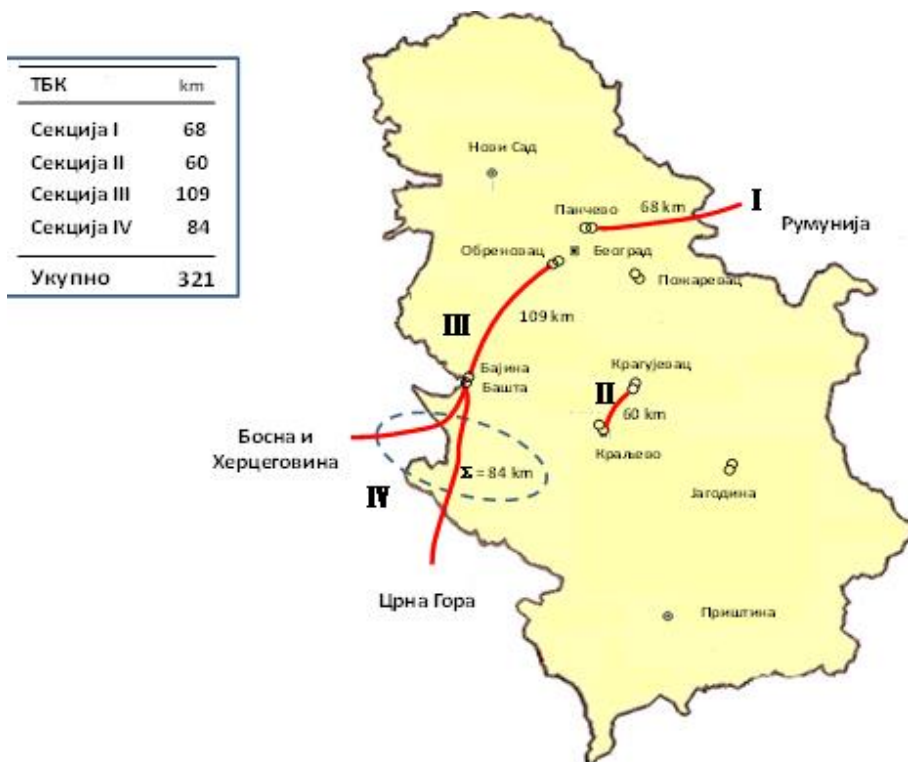 ТБК km
Секција I 68
Секција II 60
Секција III 109
Секција IV 84
Укупно 321
Нови Сад
Панчево
68 km
I
Румунија
Обреновац
Београд
Пожаревац
109 km
III
Бајина
Башта
Крагујевац
II
60 km
Краљево
Босна и
Херцеговина
Σ = 84 km
IV
Јагодина
Црна Гора
Приштина